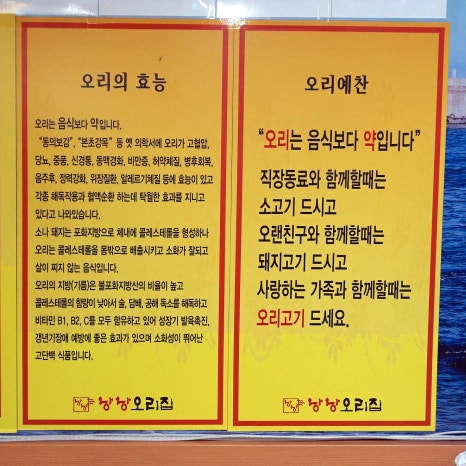 오리의 효능
오리는 음식보다 약입니다.
"동의보감", "본초강목" 등 옛 의학서에 오리가 고혈압,
당뇨, 중풍, 신경통, 동맥경화, 비만증, 허약체질, 병후회복,
음주후, 정력강화, 위장질환, 알레르기체질 등에 효능이 있고
각종 해독작용과 혈액순환 하는데 탁월한 효과를 지니고
있다고 나와있습니다.
소나 돼지는 포화지방으로 체내에 콜레스테롤을 형성하나
오리는 콜레스테롤을 몸밖으로 배출시키고 소화가 잘되고
살이 찌지 않는 음식입니다.
오리의 지방(기름)은 불포화지방산의 비율이 높고
콜레스테롤의 함량이 낮아서 술, 담배, 공해 독소를 해독하고
비타민 B1, B2, C를 모두 함유하고 있어 성장기 발육촉진,
갱년기장애 예방에 좋은 효과가 있으며 소화성이 뛰어난
고단백 식품입니다.
항항오리집
오리예찬
"오리는 음식보다 약입니다"
직장동료와 함께할때는
소고기 드시고
오랜친구와 함께할때는
돼지고기 드시고
사랑하는 가족과 함께할때는
오리고기 드세요.